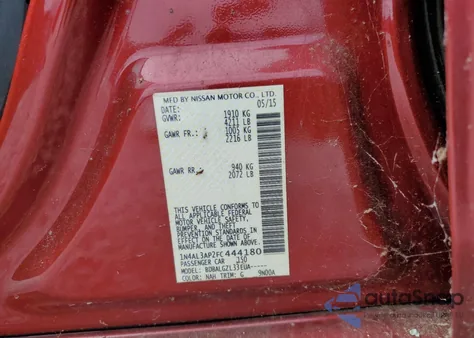 MFD BY NISSAN MOTOR CO., LTD.
DATE: 05/15
GVWR: 1910 KG
4211 LB
GAWR FR.: 1005 KG
2216 LB
GAWR RR.: 940 KG
2072 LB
THIS VEHICLE CONFORMS TO
ALL APPLICABLE FEDERAL
MOTOR VEHICLE SAFETY,
BUMPER, AND THEFT
PREVENTION STANDARDS
IN EFFECT ON THE DATE OF
MANUFACTURE SHOWN ABOVE.
1N4AL3AP2FC444180
PASSENGER CAR
COLOR: NAH TRIM: G
autoSnap